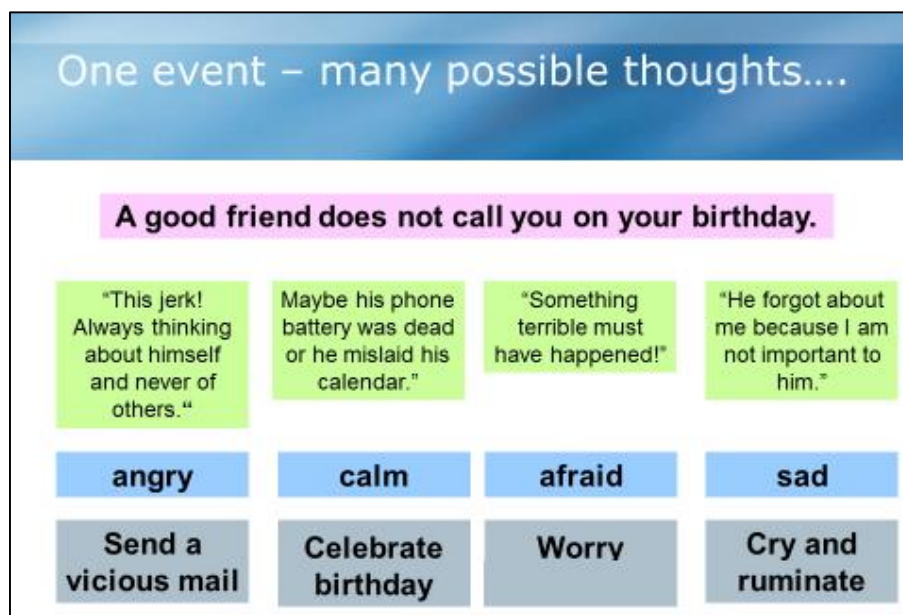 One event – many possible thoughts….
A good friend does not call you on your birthday.
“This jerk!
Always thinking
about himself
and never of
others.“
Maybe his phone
battery was dead
or he mislaid his
calendar.”
“Something
terrible must
have happened!”
“He forgot about
me because I am
not important to
him.”
angry
calm
afraid
sad
Send a
vicious mail
Celebrate
birthday
Worry
Cry and
ruminate